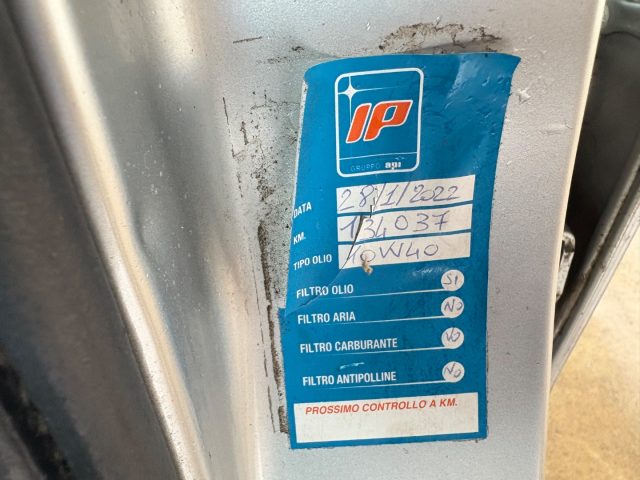 IP
GRUPPO api
DATA 28/1/2022
KM. 134037
TIPO OLIO 10W40
FILTRO OLIO SI
FILTRO ARIA NO
FILTRO CARBURANTE NO
FILTRO ANTIPOLLINE NO
PROSSIMO CONTROLLO A KM.